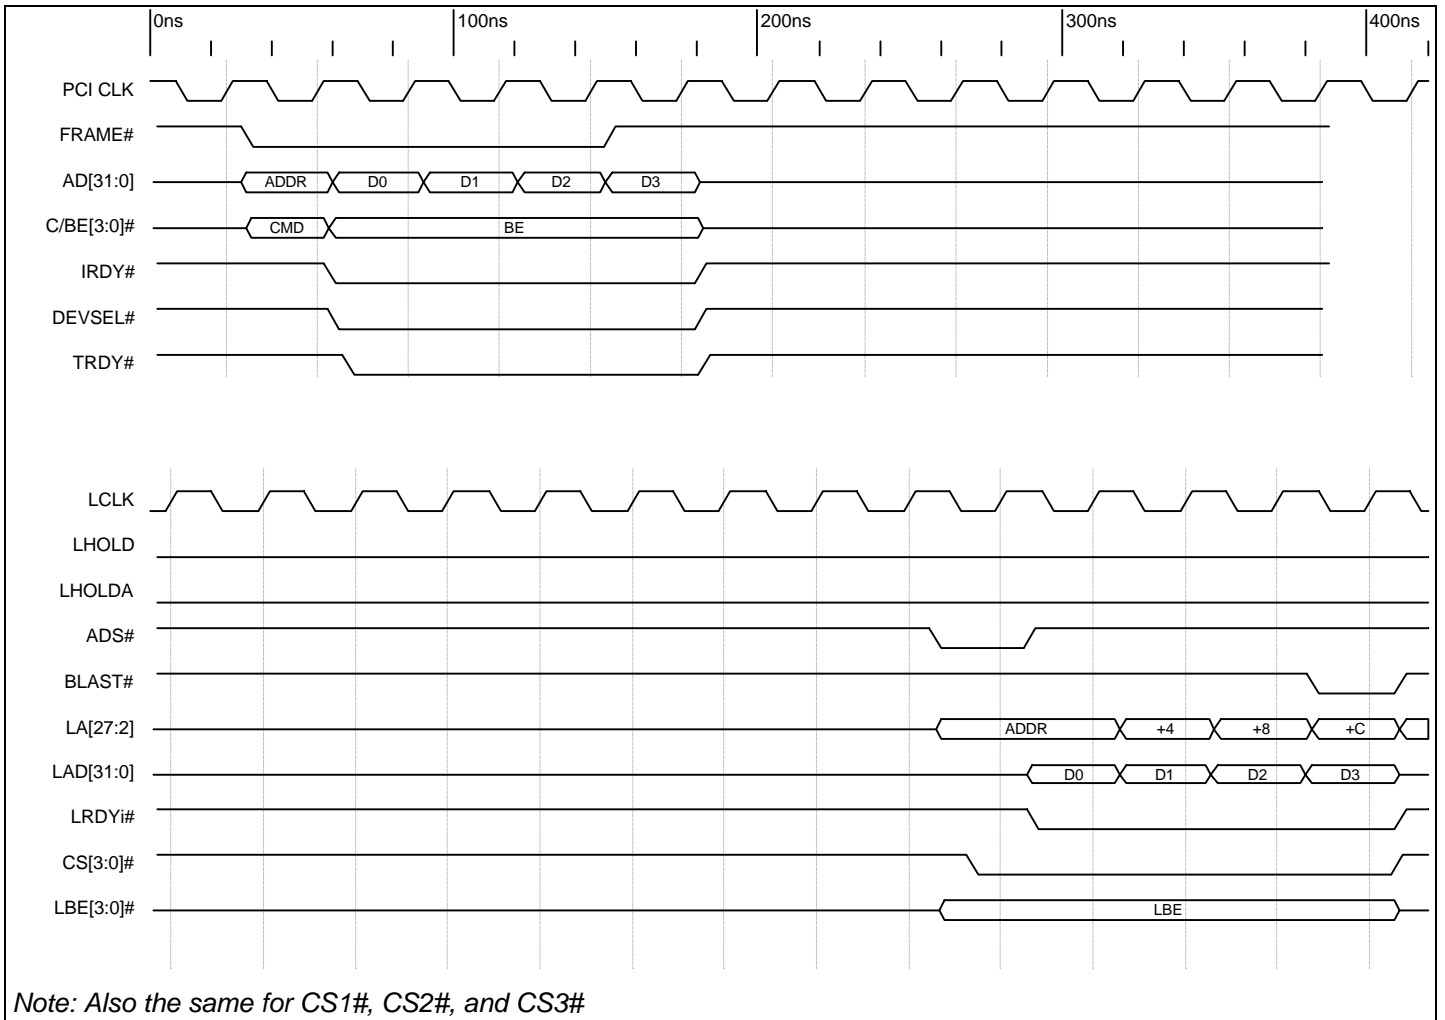 0ns 100ns 200ns 300ns 400ns
PCI CLK
FRAME#
AD[31:0] ADDR D0 D1 D2 D3
C/BE[3:0]# CMD BE
IRDY#
DEVSEL#
TRDY#
LCLK
LHOLD
LHOLDA
ADS#
BLAST#
LA[27:2] ADDR +4 +8 +C
LAD[31:0] D0 D1 D2 D3
LRDYi#
CS[3:0]#
LBE[3:0]# LBE
Note: Also the same for CS1#, CS2#, and CS3#